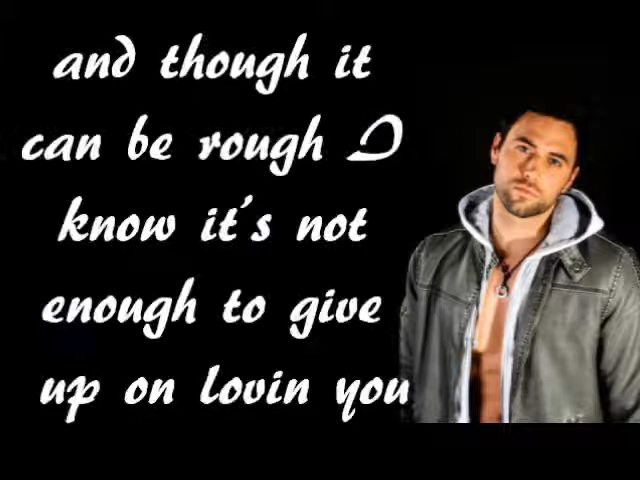 and though it
can be rough I
know it's not
enough to give
up on lovin you